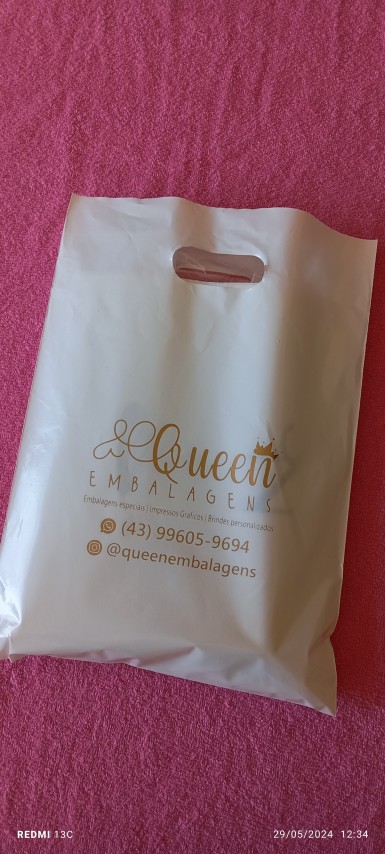 Queen
EMBALAGENS
Embalagens especiais | Impressos Gráficos | Brindes personalizados
(43) 99605-9694
@queenembalagens
REDMI 13C
29/05/2024 12:34